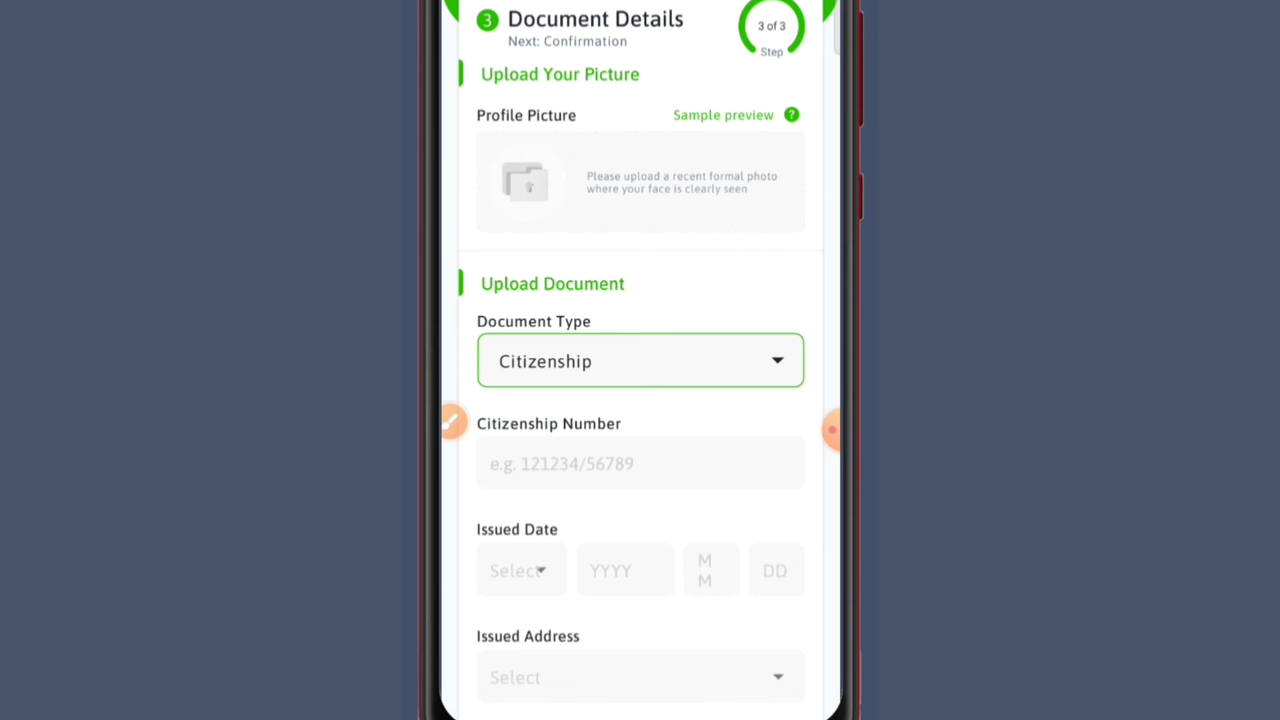 3 Document Details
Next: Confirmation
3 of 3
Step
Upload Your Picture
Profile Picture
Sample preview ?
Please upload a recent formal photo
where your face is clearly seen
Upload Document
Document Type
Citizenship
Citizenship Number
e.g. 121234/56789
Issued Date
Select YYYY MM DD
Issued Address
Select